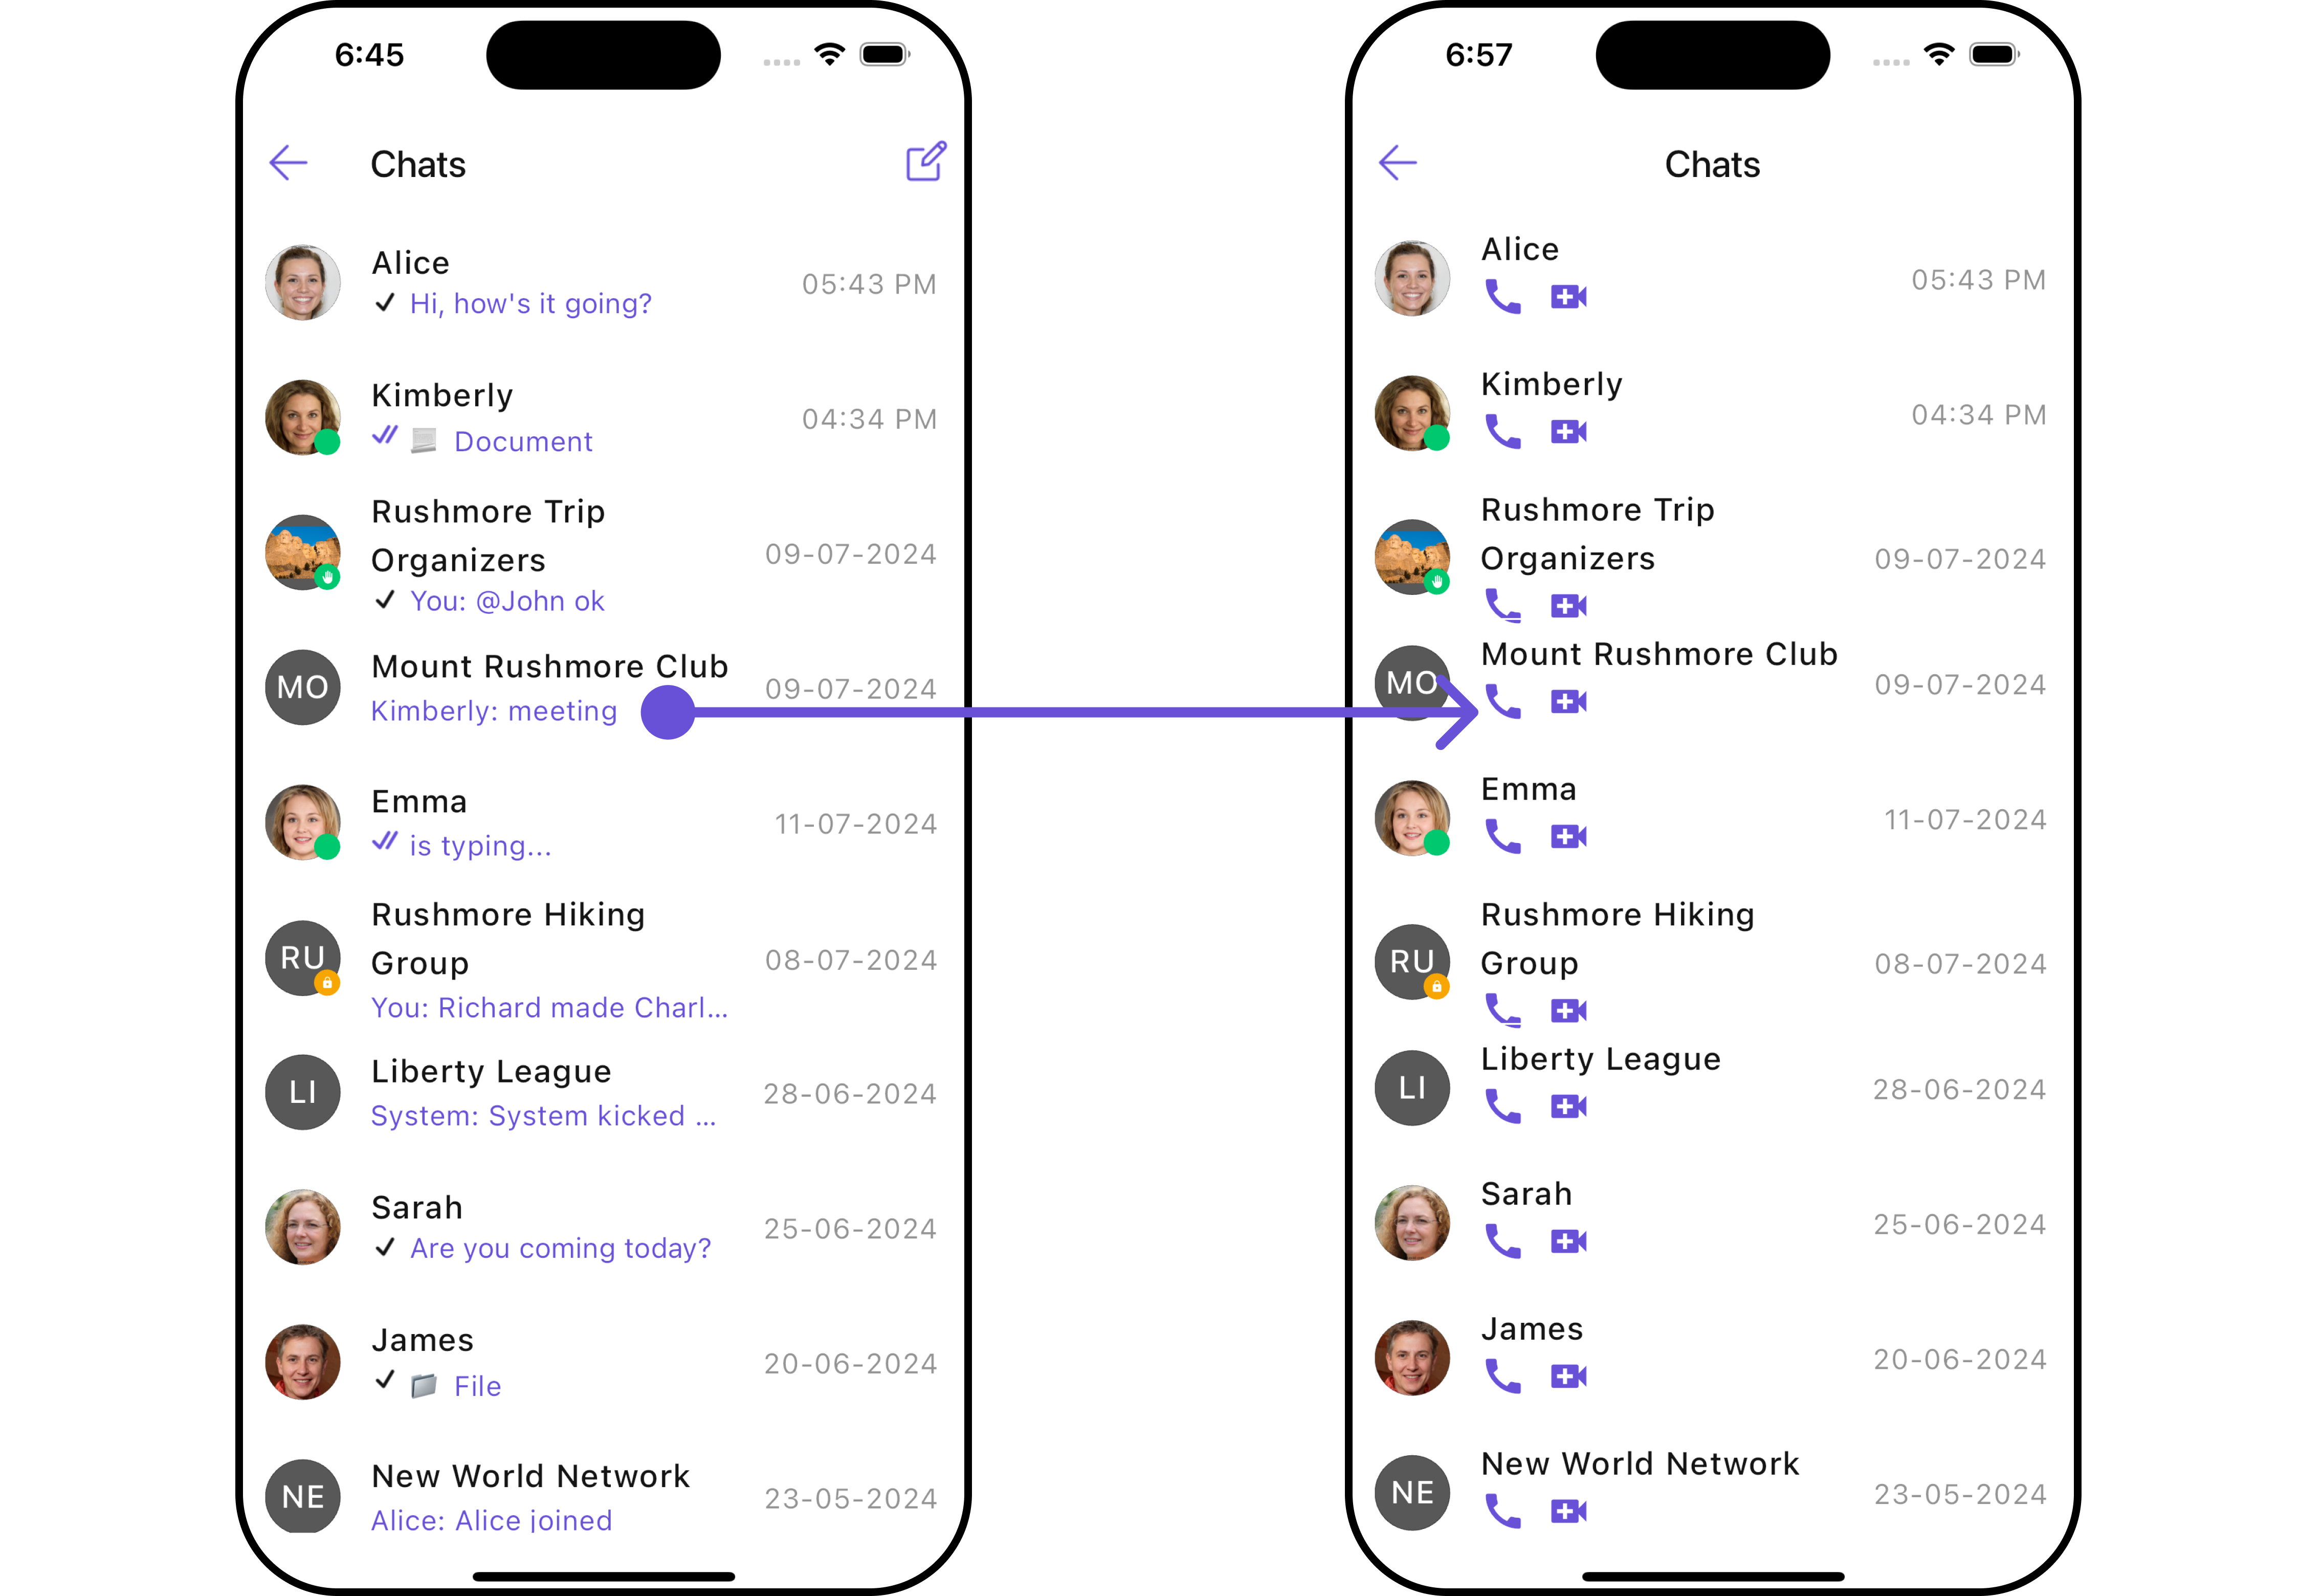 6:45
Chats
Alice
Hi, how's it going?
05:43 PM
Kimberly
Document
04:34 PM
Rushmore Trip
Organizers
You: @John ok
09-07-2024
MO
Mount Rushmore Club
Kimberly: meeting
09-07-2024
Emma
is typing...
11-07-2024
RU
Rushmore Hiking
Group
You: Richard made Charl...
08-07-2024
LI
Liberty League
System: System kicked ...
28-06-2024
Sarah
Are you coming today?
25-06-2024
James
File
20-06-2024
NE
New World Network
Alice: Alice joined
23-05-2024
6:57
Chats
Alice
05:43 PM
Kimberly
04:34 PM
Rushmore Trip
Organizers
09-07-2024
MO
Mount Rushmore Club
09-07-2024
Emma
11-07-2024
RU
Rushmore Hiking
Group
08-07-2024
LI
Liberty League
28-06-2024
Sarah
25-06-2024
James
20-06-2024
NE
New World Network
23-05-2024